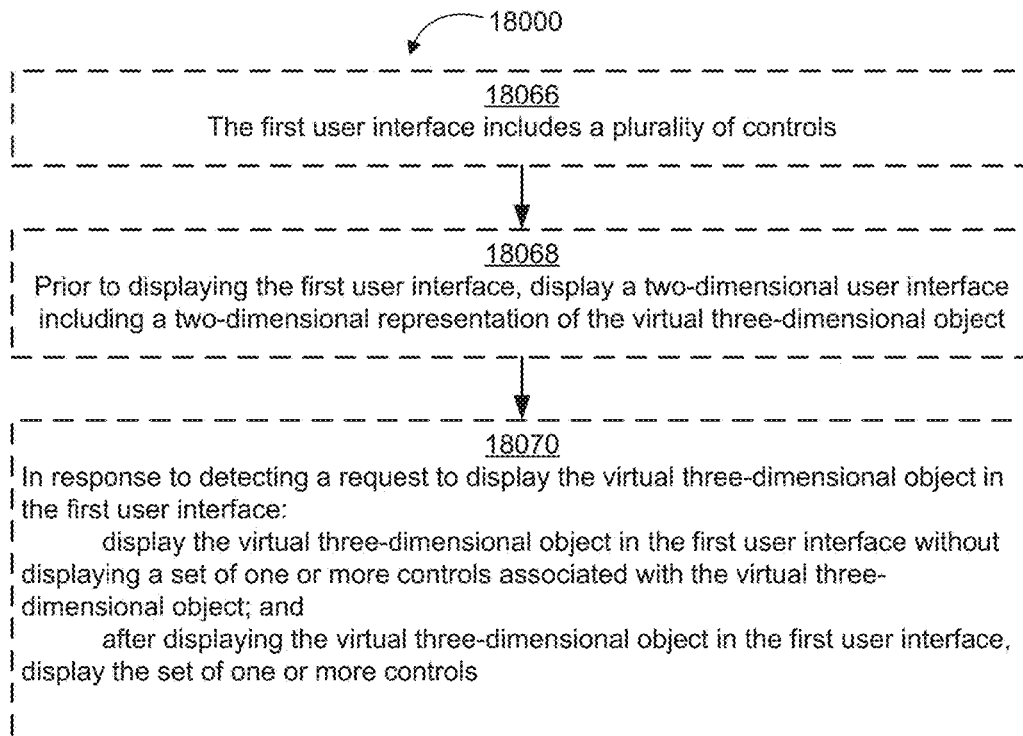 18000
18066
The first user interface includes a plurality of controls
18068
Prior to displaying the first user interface, display a two-dimensional user interface
including a two-dimensional representation of the virtual three-dimensional object
18070
In response to detecting a request to display the virtual three-dimensional object in
the first user interface:
display the virtual three-dimensional object in the first user interface without
displaying a set of one or more controls associated with the virtual three-
dimensional object; and
after displaying the virtual three-dimensional object in the first user interface,
display the set of one or more controls